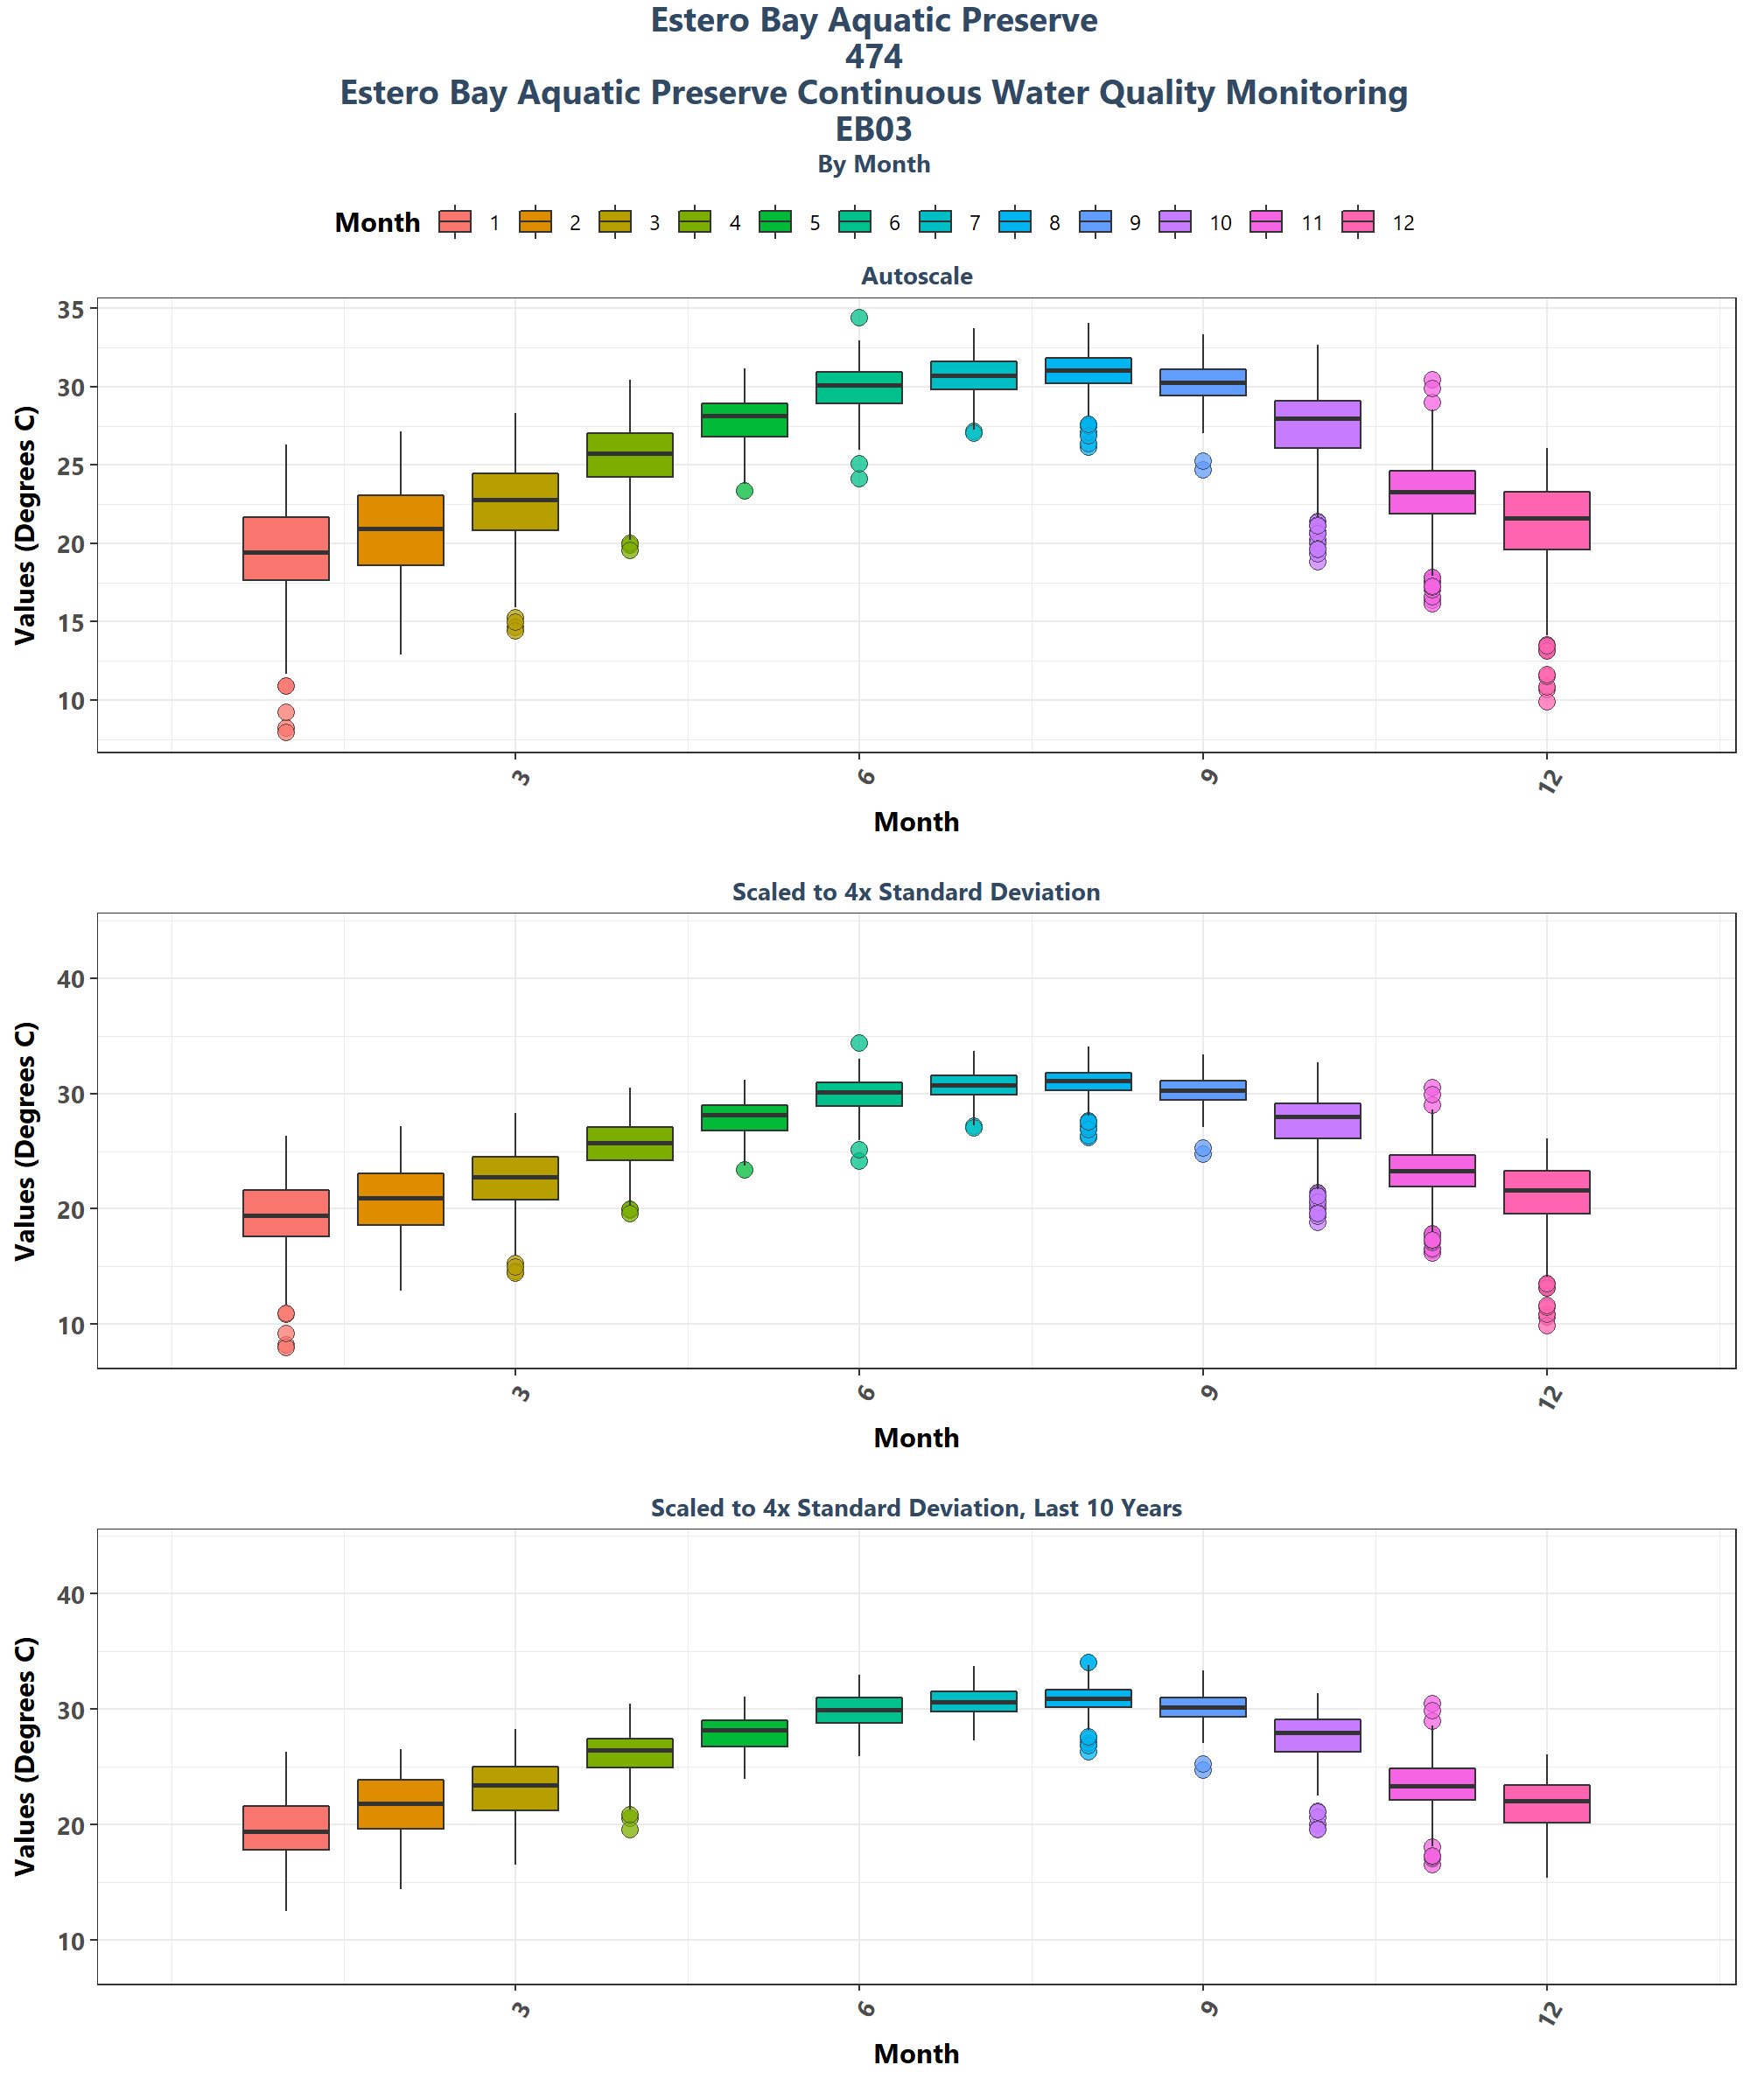 Estero Bay Aquatic Preserve
474
Estero Bay Aquatic Preserve Continuous Water Quality Monitoring
EB03
By Month
Month 1 2 3 4 5 6 7 8 9 10 11 12
Autoscale
Values (Degrees C)
35
30
25
20
15
10
3 6 9 12
Month
Scaled to 4x Standard Deviation
Values (Degrees C)
40
30
20
10
3 6 9 12
Month
Scaled to 4x Standard Deviation, Last 10 Years
Values (Degrees C)
40
30
20
10
3 6 9 12
Month